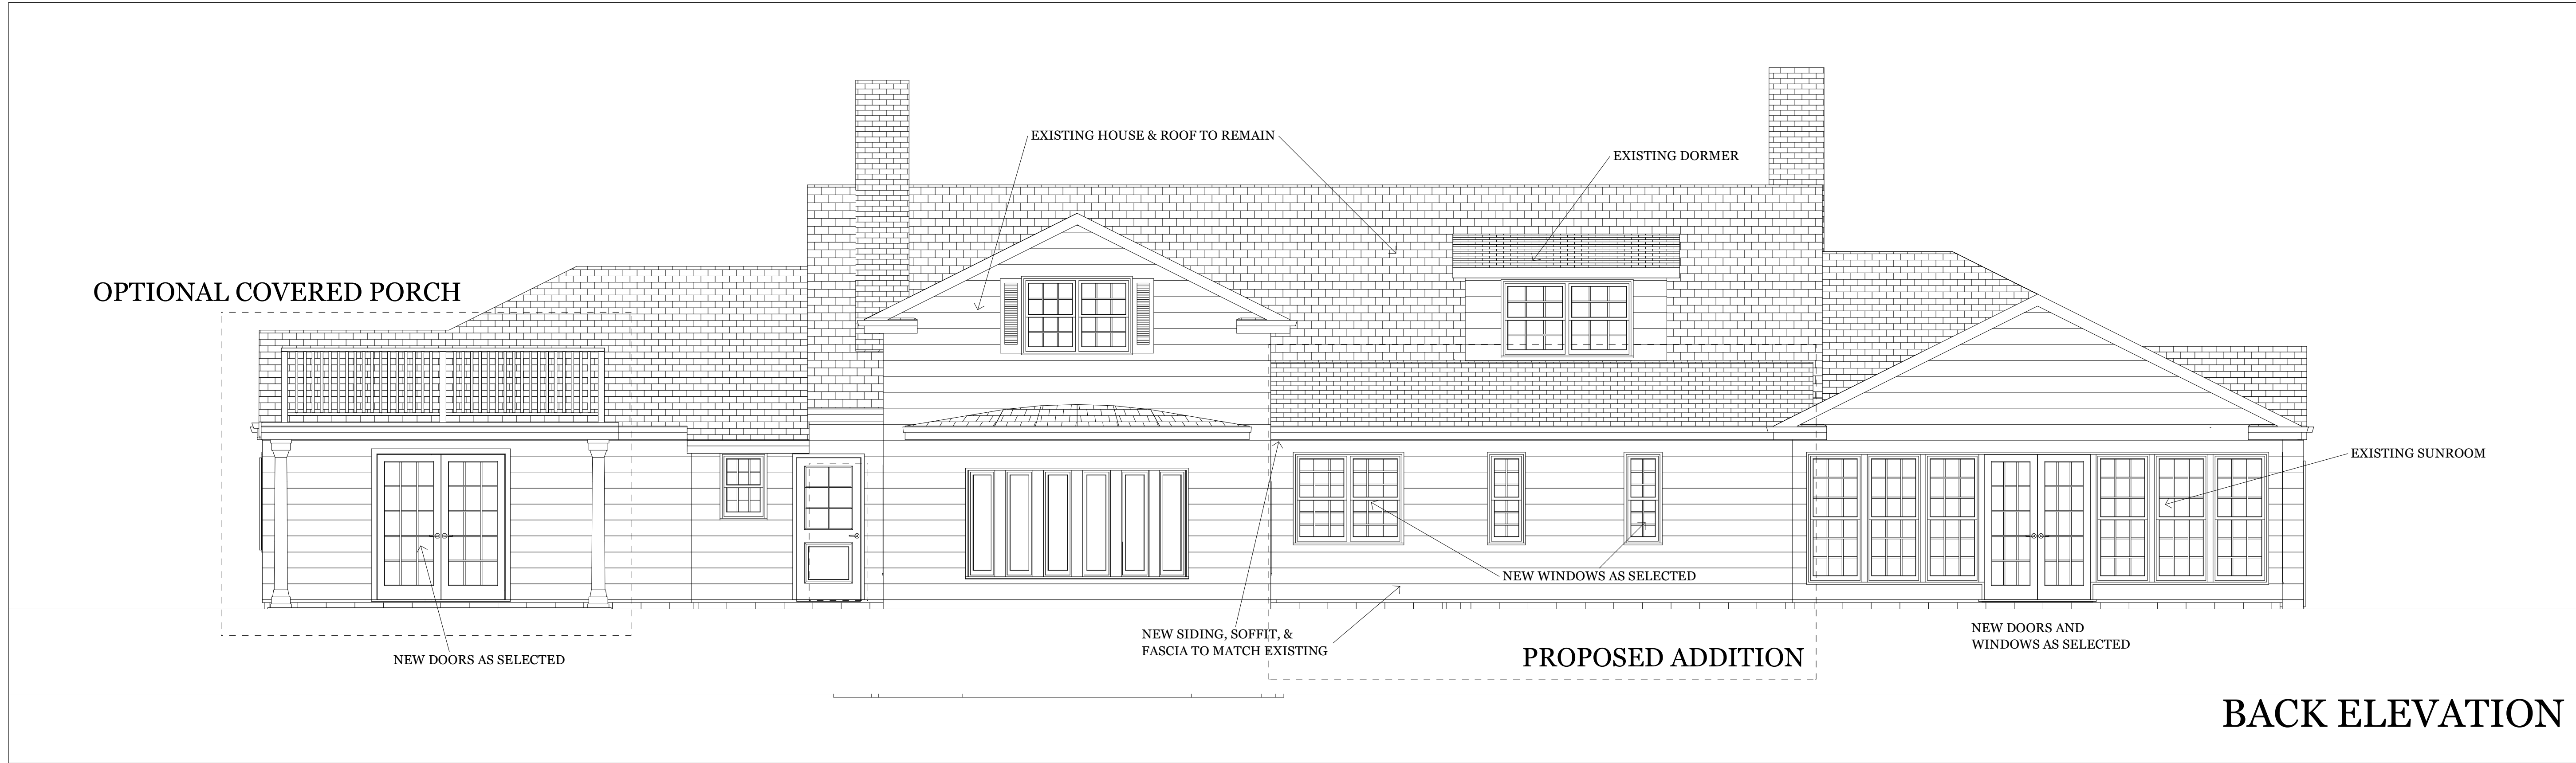 EXISTING HOUSE & ROOF TO REMAIN
EXISTING DORMER
OPTIONAL COVERED PORCH
EXISTING SUNROOM
NEW WINDOWS AS SELECTED
NEW SIDING, SOFFIT, &
FASCIA TO MATCH EXISTING
NEW DOORS AND
WINDOWS AS SELECTED
NEW DOORS AS SELECTED
PROPOSED ADDITION
BACK ELEVATION